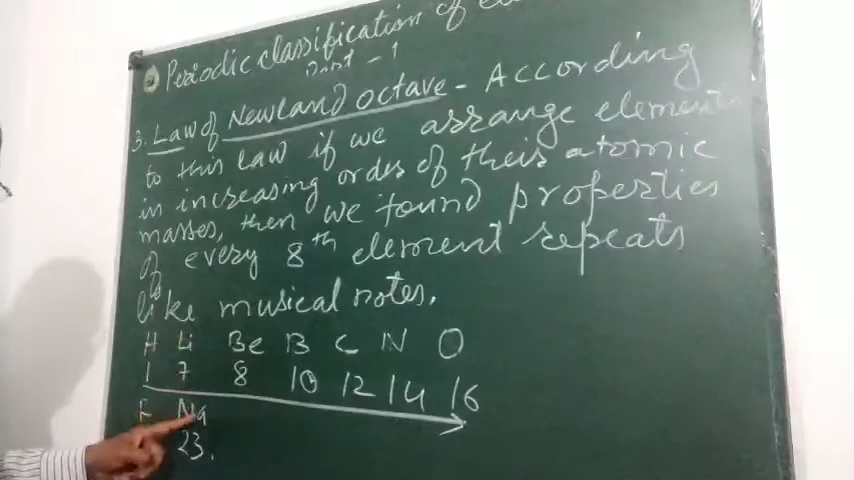 Periodic classification of
Part - 1
3. Law of Newland octave - According
to this law if we arrange elements
in increasing order of their atomic
masses, then we found properties
of every 8th element repeats
like musical notes.
H Li Be B C N O
1 7 8 10 12 14 16
F Na
23.